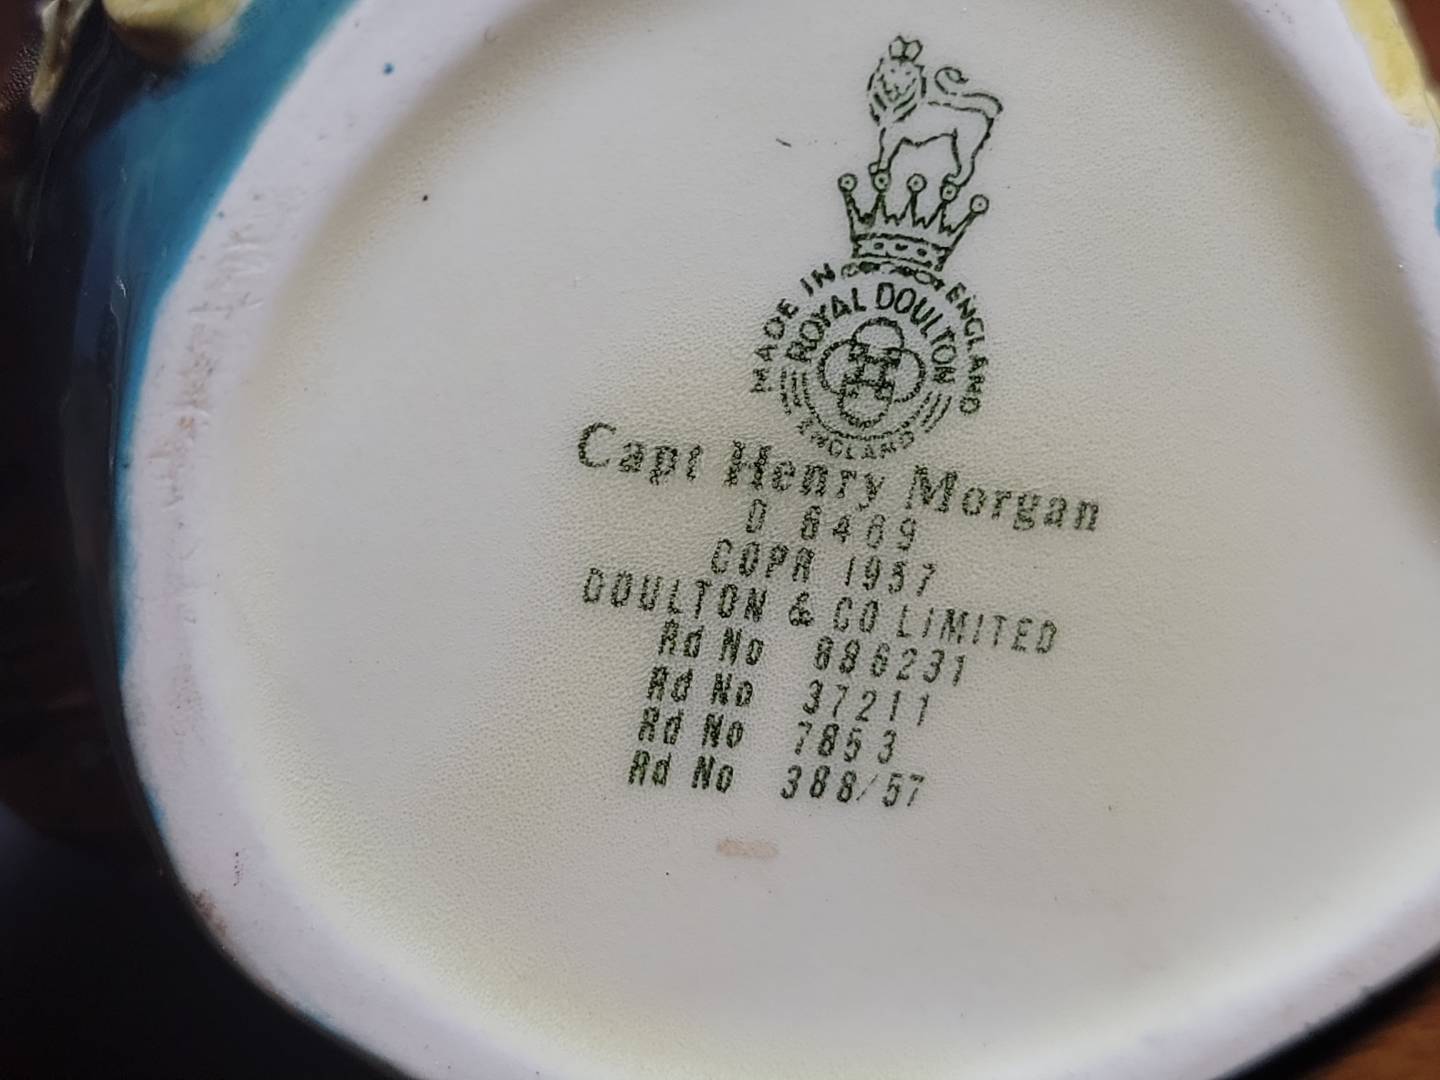 MADE IN ENGLAND
ROYAL DOULTON
ENGLAND
Capt Henry Morgan
D 6469
COPR 1957
DOULTON & CO LIMITED
Rd No 886231
Rd No 37211
Rd No 7853
Rd No 388/57